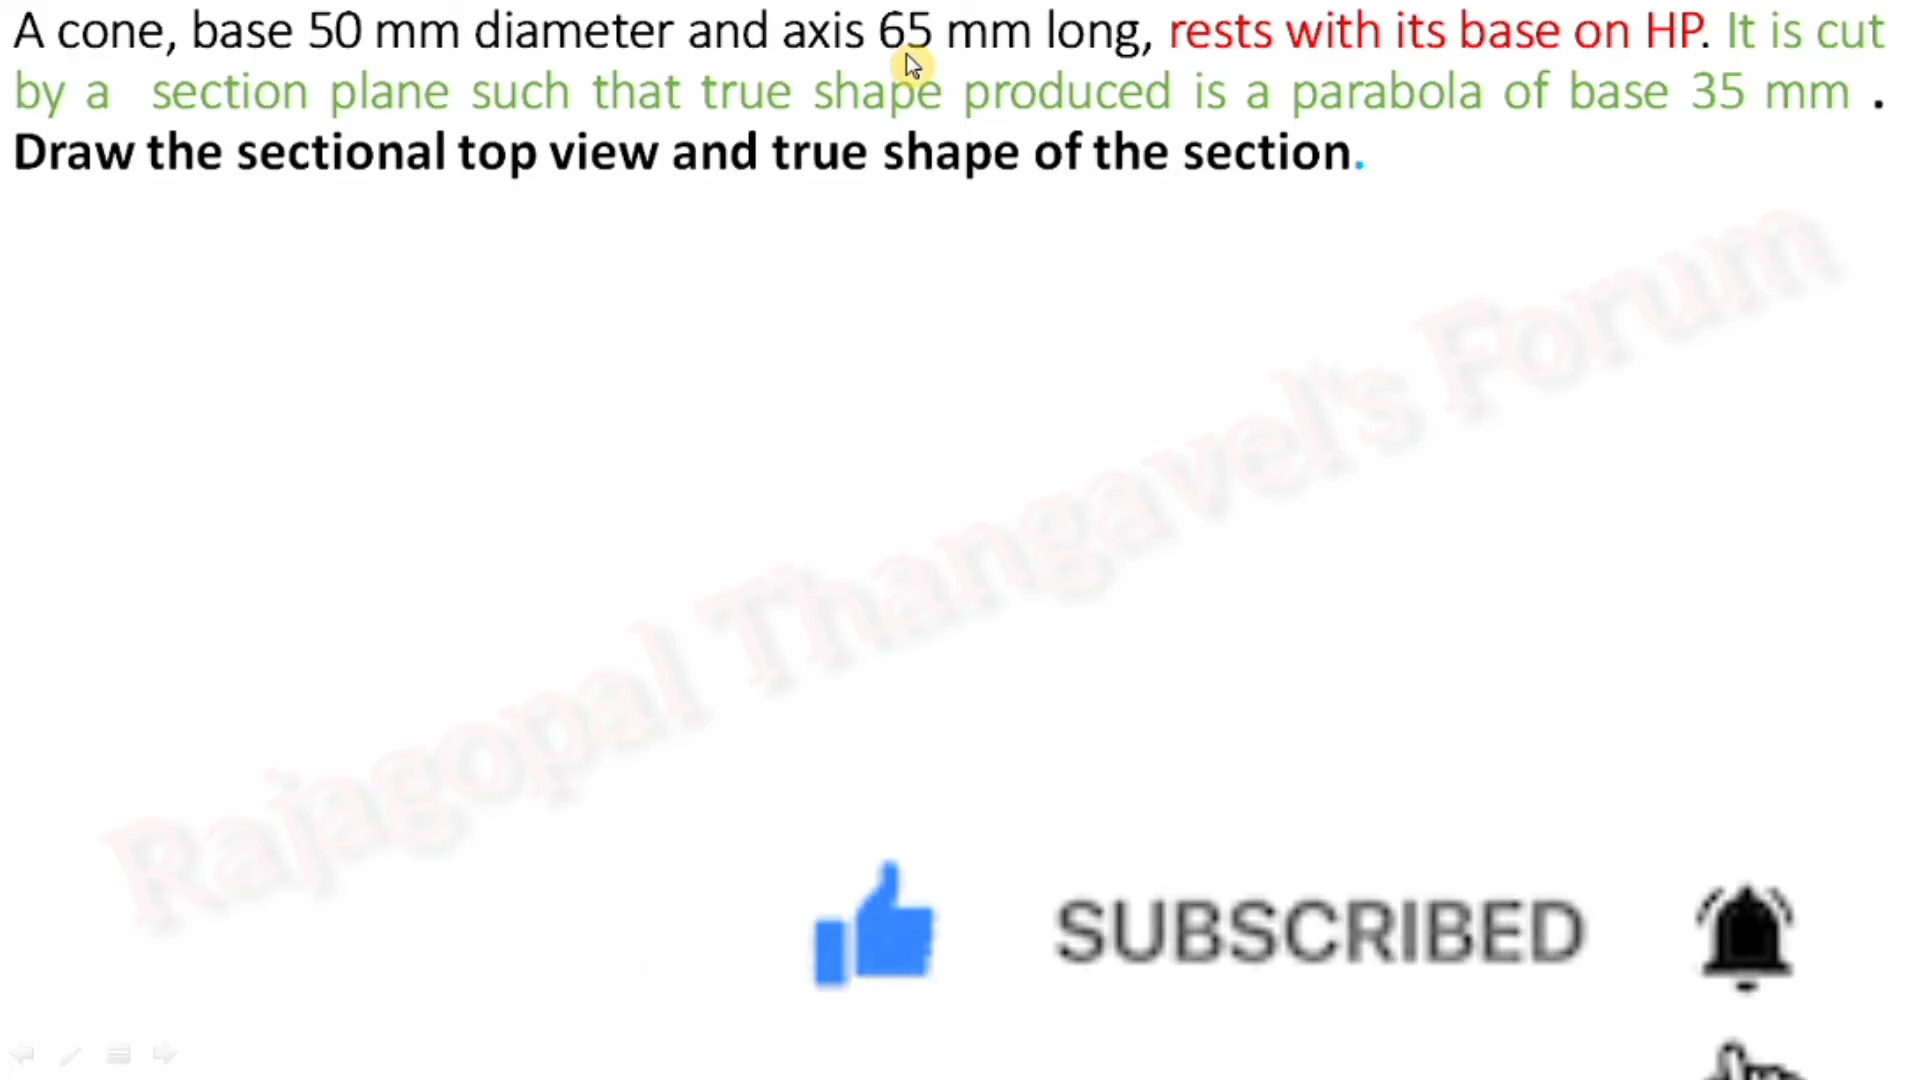 A cone, base 50 mm diameter and axis 65 mm long, rests with its base on HP. It is cut
by a section plane such that true shape produced is a parabola of base 35 mm .
Draw the sectional top view and true shape of the section.
Rajagopal Thangavel's Forum
SUBSCRIBED